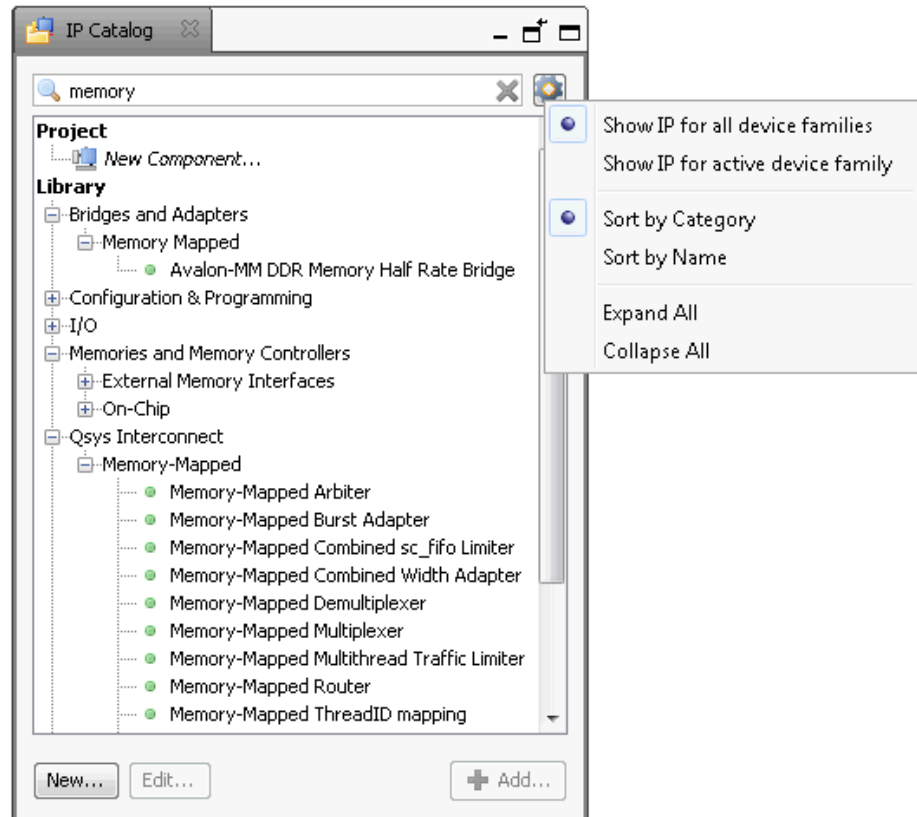 IP Catalog
memory
Project
New Component...
Library
Bridges and Adapters
Memory Mapped
Avalon-MM DDR Memory Half Rate Bridge
Configuration & Programming
I/O
Memories and Memory Controllers
External Memory Interfaces
On-Chip
Qsys Interconnect
Memory-Mapped
Memory-Mapped Arbiter
Memory-Mapped Burst Adapter
Memory-Mapped Combined sc_fifo Limiter
Memory-Mapped Combined Width Adapter
Memory-Mapped Demultiplexer
Memory-Mapped Multiplexer
Memory-Mapped Multithread Traffic Limiter
Memory-Mapped Router
Memory-Mapped ThreadID mapping
New... Edit... Add...
Show IP for all device families
Show IP for active device family
Sort by Category
Sort by Name
Expand All
Collapse All